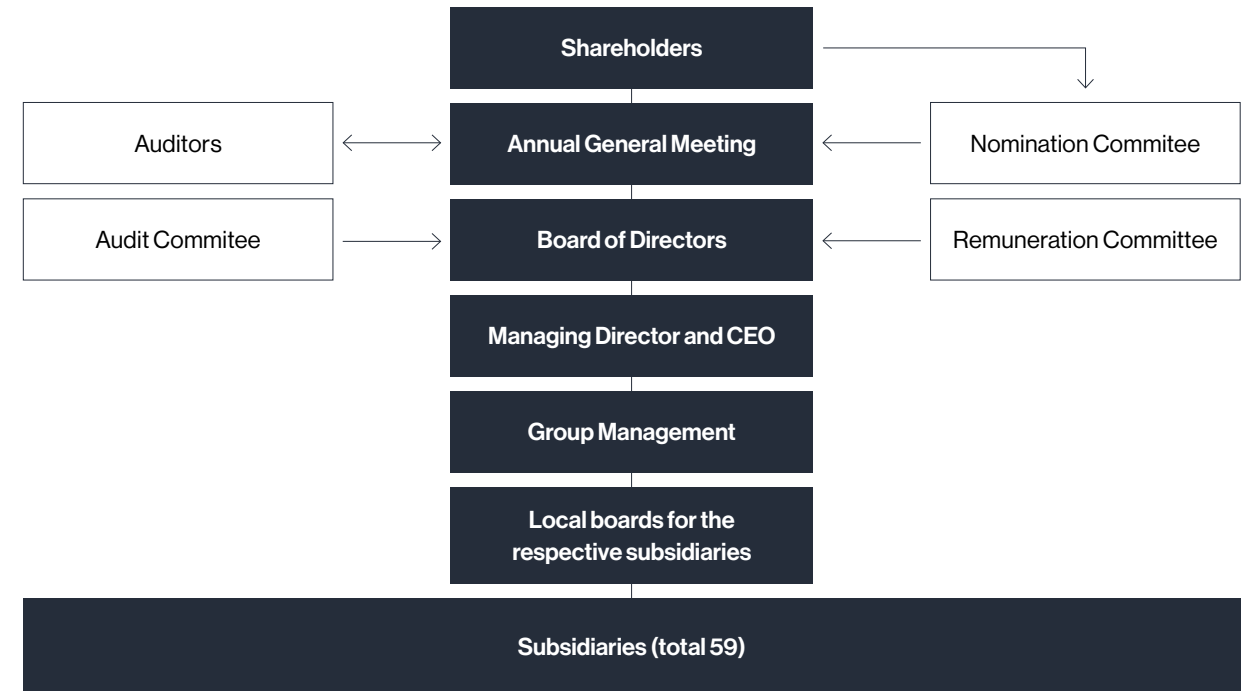 Shareholders
Auditors
Annual General Meeting
Nomination Commitee
Audit Commitee
Board of Directors
Remuneration Committee
Managing Director and CEO
Group Management
Local boards for the
respective subsidiaries
Subsidiaries (total 59)